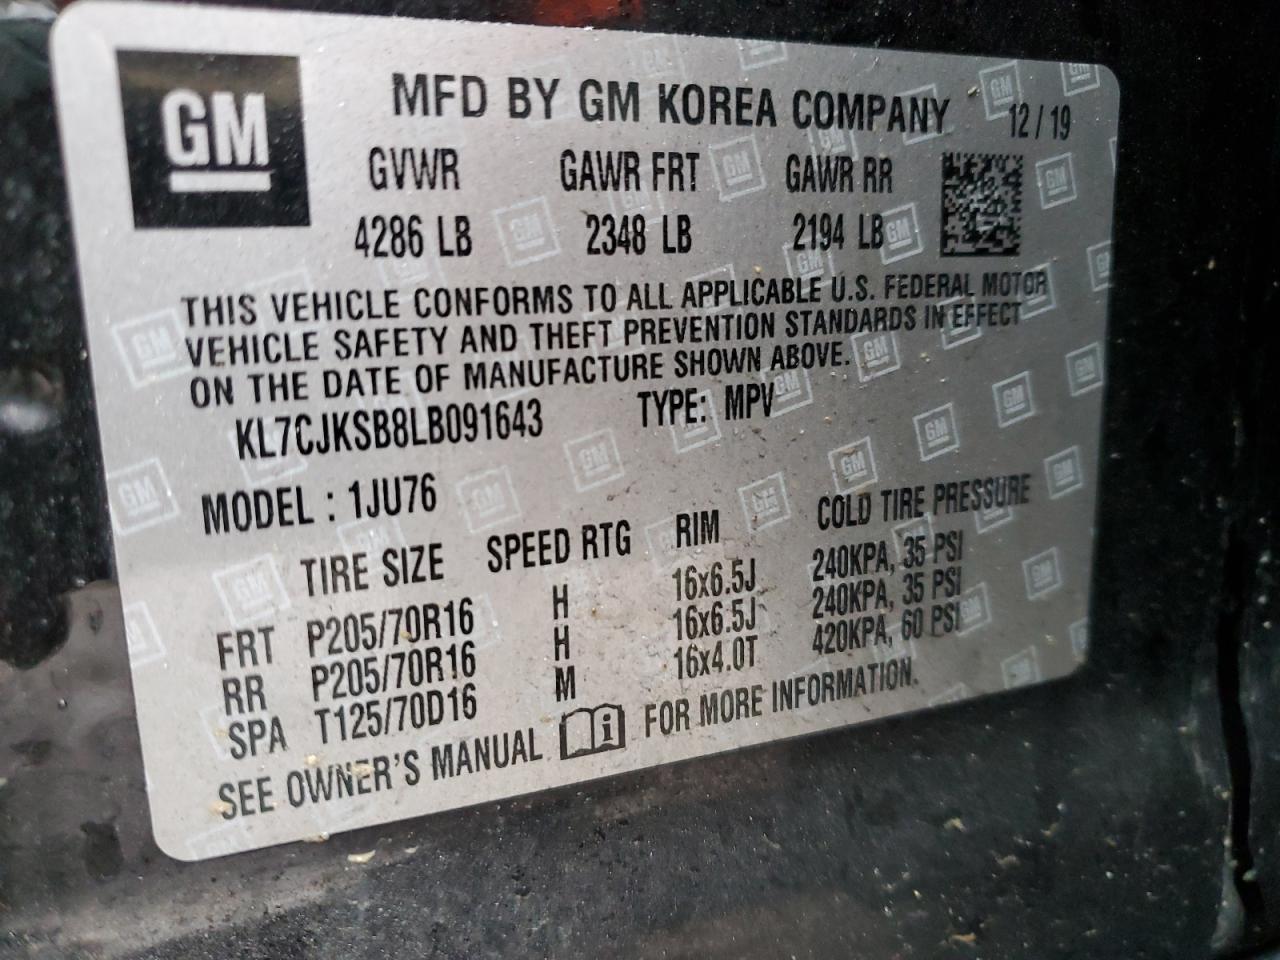 GM
MFD BY GM KOREA COMPANY 12 / 19
GVWR GAWR FRT GAWR RR
4286 LB 2348 LB 2194 LB
THIS VEHICLE CONFORMS TO ALL APPLICABLE U.S. FEDERAL MOTOR
VEHICLE SAFETY AND THEFT PREVENTION STANDARDS IN EFFECT
ON THE DATE OF MANUFACTURE SHOWN ABOVE.
KL7CJKSB8LB091643 TYPE: MPV
MODEL : 1JU76
TIRE SIZE SPEED RTG RIM COLD TIRE PRESSURE
FRT P205/70R16 H 16x6.5J 240KPA, 35 PSI
RR P205/70R16 H 16x6.5J 240KPA, 35 PSI
SPA T125/70D16 M 16x4.0T 420KPA, 60 PSI
SEE OWNER'S MANUAL i FOR MORE INFORMATION.